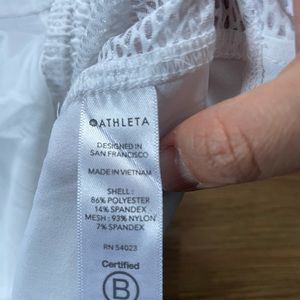 ATHLETA
DESIGNED IN
SAN FRANCISCO
MADE IN VIETNAM
SHELL :
86% POLYESTER
14% SPANDEX
MESH : 93% NYLON
7% SPANDEX
RN 54023
Certified
B